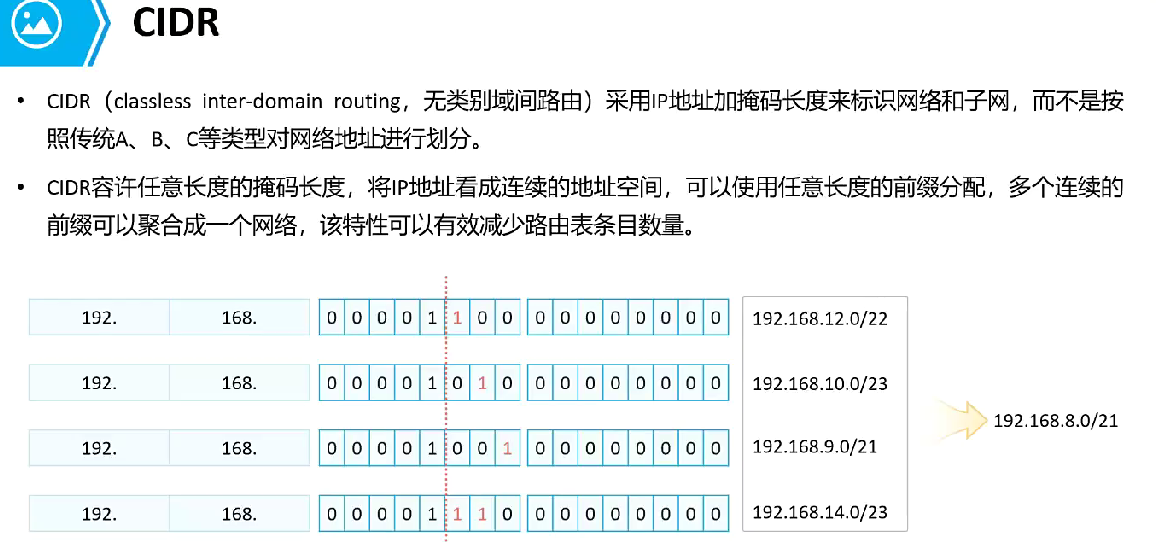 CIDR
• CIDR（classless inter-domain routing，无类别域间路由）采用IP地址加掩码长度来标识网络和子网，而不是按
照传统A、B、C等类型对网络地址进行划分。
• CIDR容许任意长度的掩码长度，将IP地址看成连续的地址空间，可以使用任意长度的前缀分配，多个连续的
前缀可以聚合成一个网络，该特性可以有效减少路由表条目数量。
192. 168. 0 0 0 0 1 1 0 0 0 0 0 0 0 0 0 0 192.168.12.0/22
192. 168. 0 0 0 0 1 0 1 0 0 0 0 0 0 0 0 0 192.168.10.0/23
192.168.8.0/21
192. 168. 0 0 0 0 1 0 0 1 0 0 0 0 0 0 0 0 192.168.9.0/21
192. 168. 0 0 0 0 1 1 1 0 0 0 0 0 0 0 0 0 192.168.14.0/23